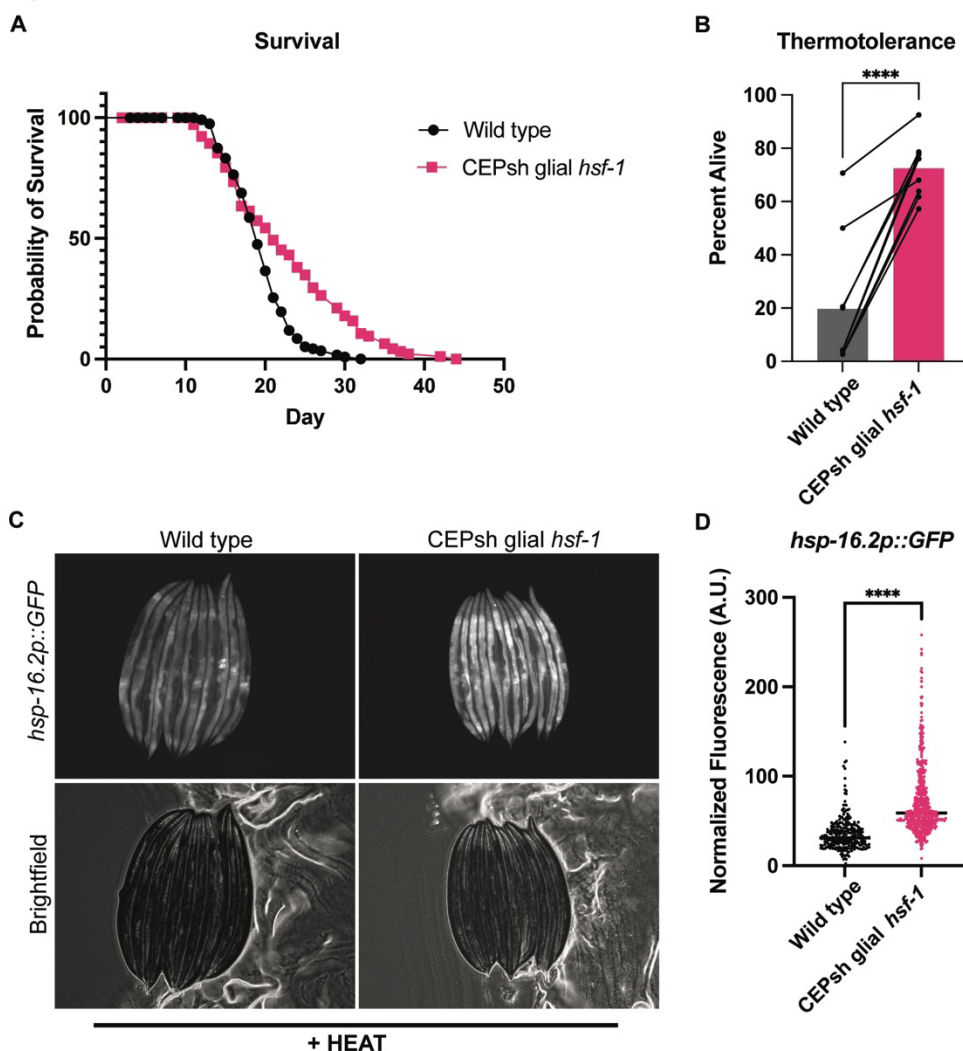 A
Survival
Probability of Survival
100
50
0
0 10 20 30 40 50
Day
Wild type
CEPsh glial hsf-1
B
Thermotolerance
****
Percent Alive
100
80
60
40
20
0
Wild type
CEPsh glial hsf-1
C
Wild type
CEPsh glial hsf-1
hsp-16.2p::GFP
Brightfield
+ HEAT
D
hsp-16.2p::GFP
****
Normalized Fluorescence (A.U.)
300
200
100
0
Wild type
CEPsh glial hsf-1